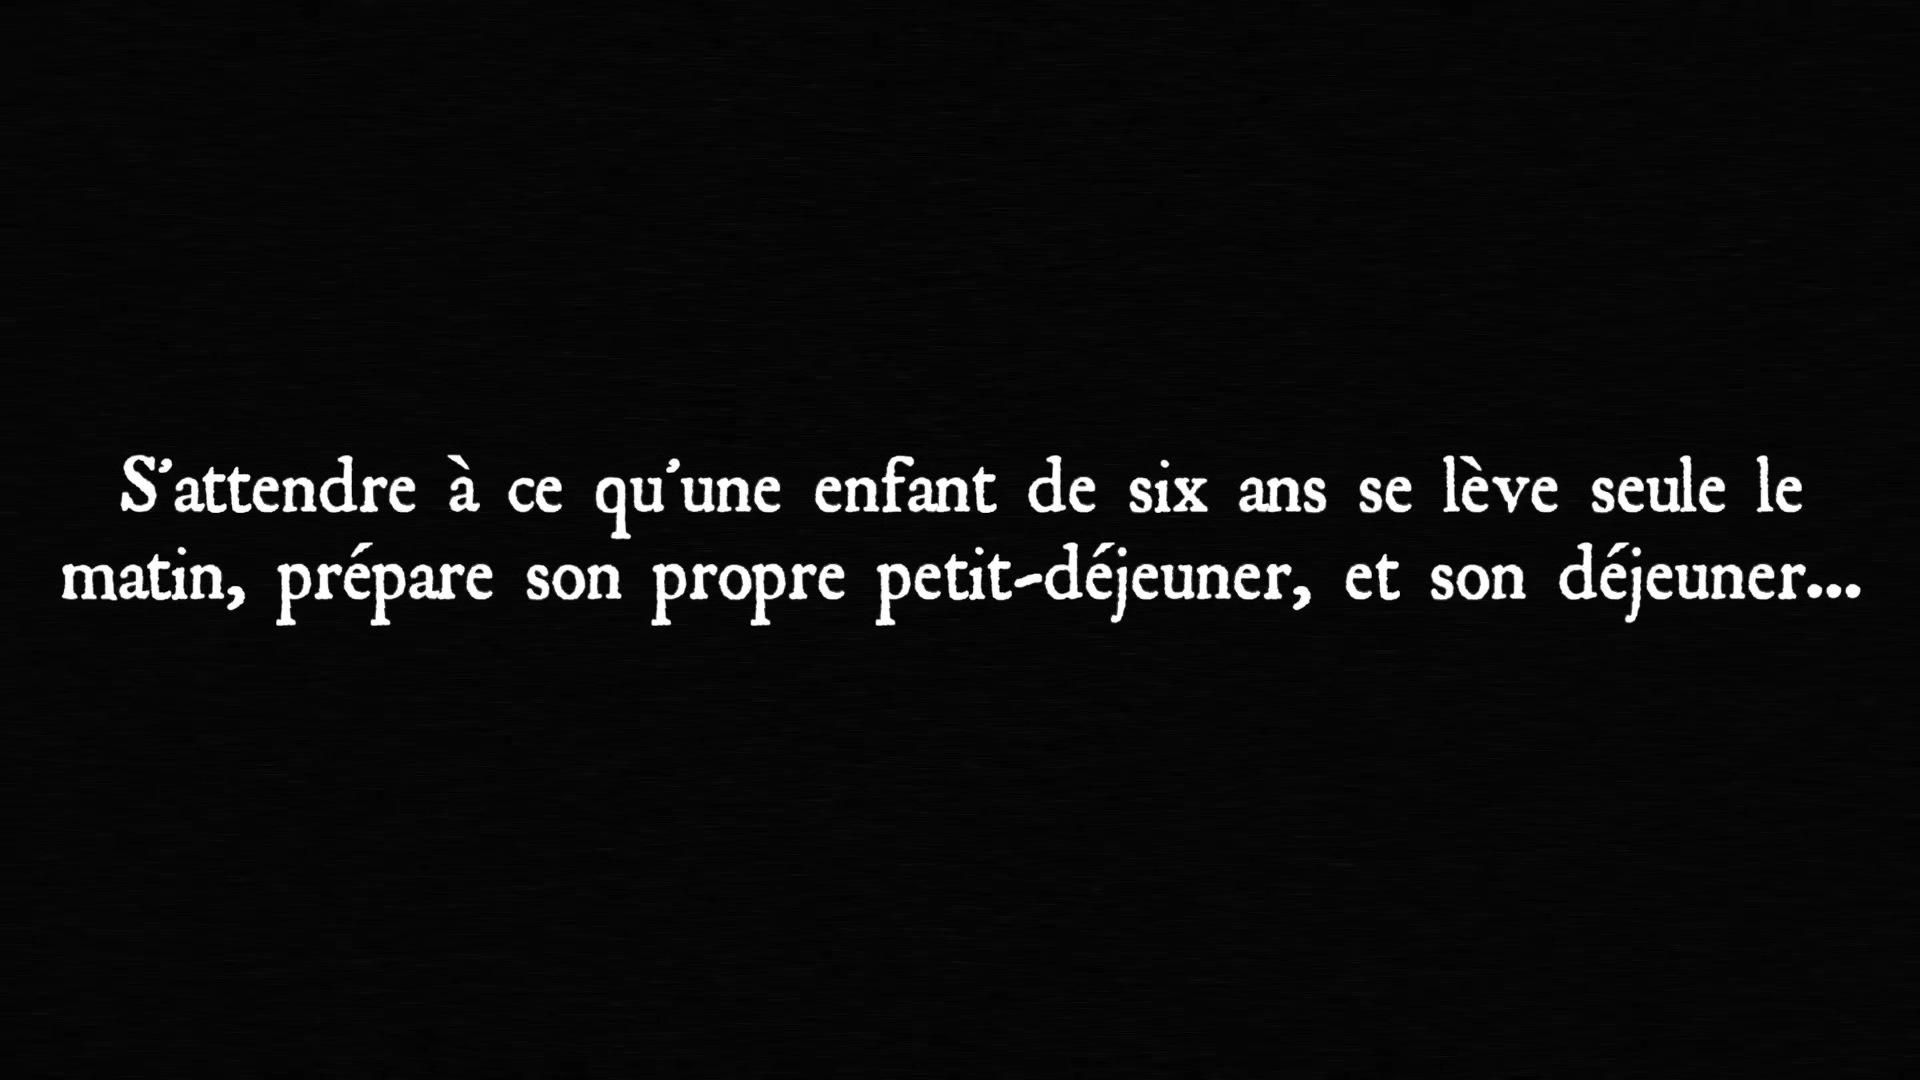 S'attendre à ce qu'une enfant de six ans se lève seule le
matin, prépare son propre petit-déjeuner, et son déjeuner...